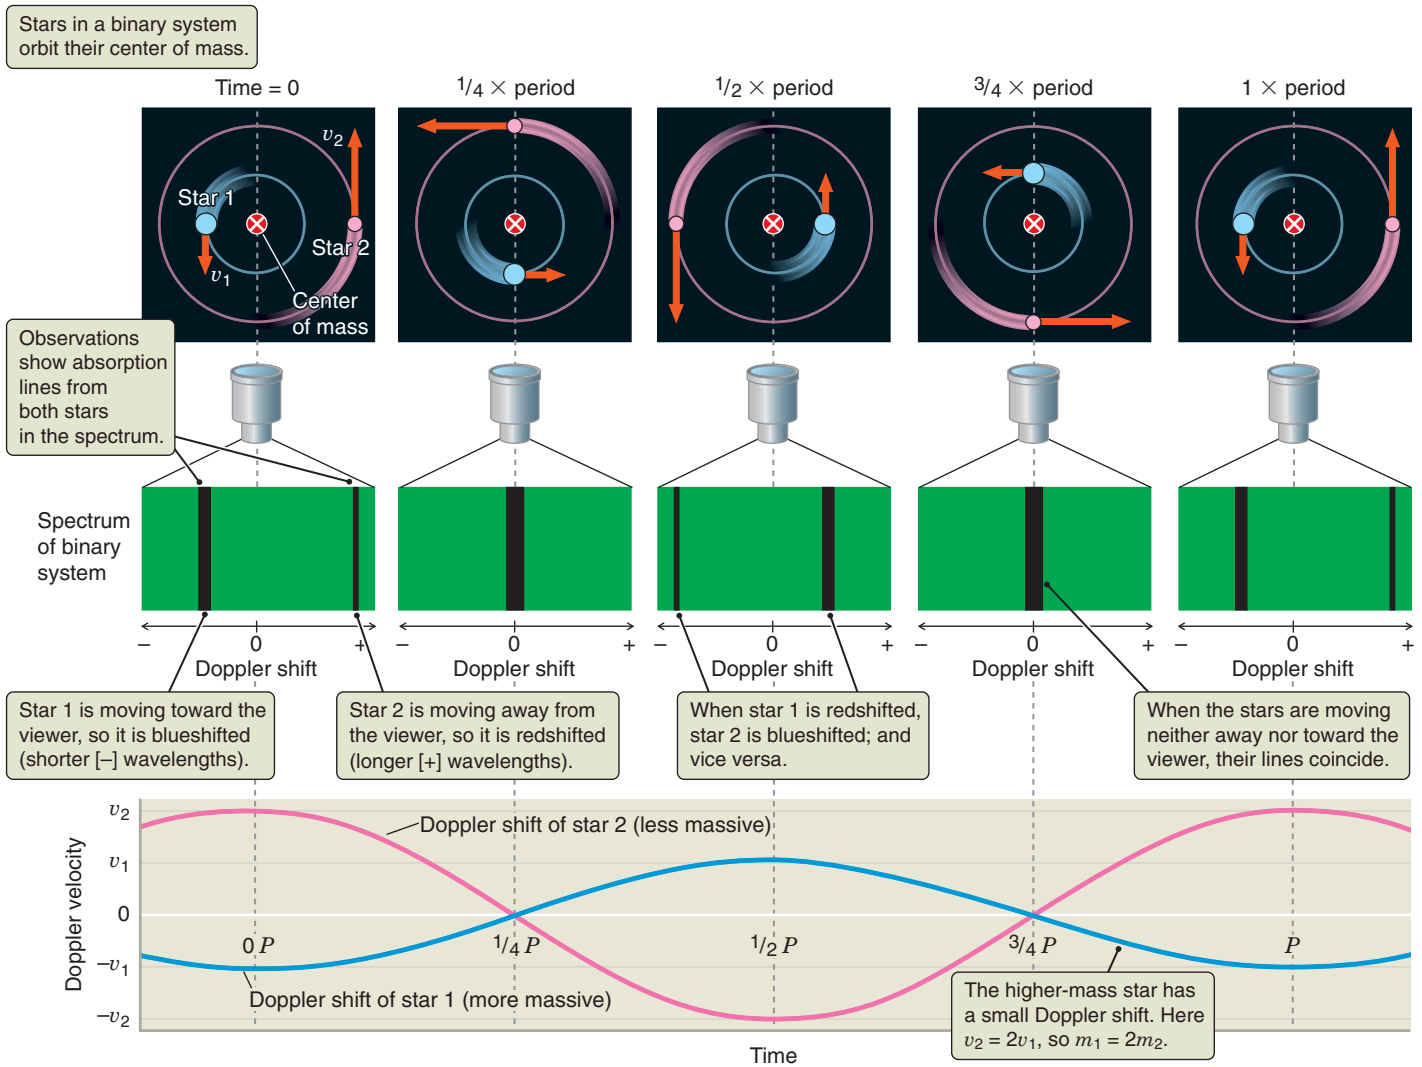 Stars in a binary system
orbit their center of mass.
Time = 0
1/4 × period
1/2 × period
3/4 × period
1 × period
v2
Star 1
Star 2
v1
Center
of mass
Observations
show absorption
lines from
both stars
in the spectrum.
Spectrum
of binary
system
– 0 +
Doppler shift
– 0 +
Doppler shift
– 0 +
Doppler shift
– 0 +
Doppler shift
– 0 +
Doppler shift
Star 1 is moving toward the
viewer, so it is blueshifted
(shorter [–] wavelengths).
Star 2 is moving away from
the viewer, so it is redshifted
(longer [+] wavelengths).
When star 1 is redshifted,
star 2 is blueshifted; and
vice versa.
When the stars are moving
neither away nor toward the
viewer, their lines coincide.
Doppler velocity
v2
v1
0
–v1
–v2
Doppler shift of star 2 (less massive)
0 P
1/4 P
1/2 P
3/4 P
P
Doppler shift of star 1 (more massive)
The higher-mass star has
a small Doppler shift. Here
v2 = 2v1, so m1 = 2m2.
Time